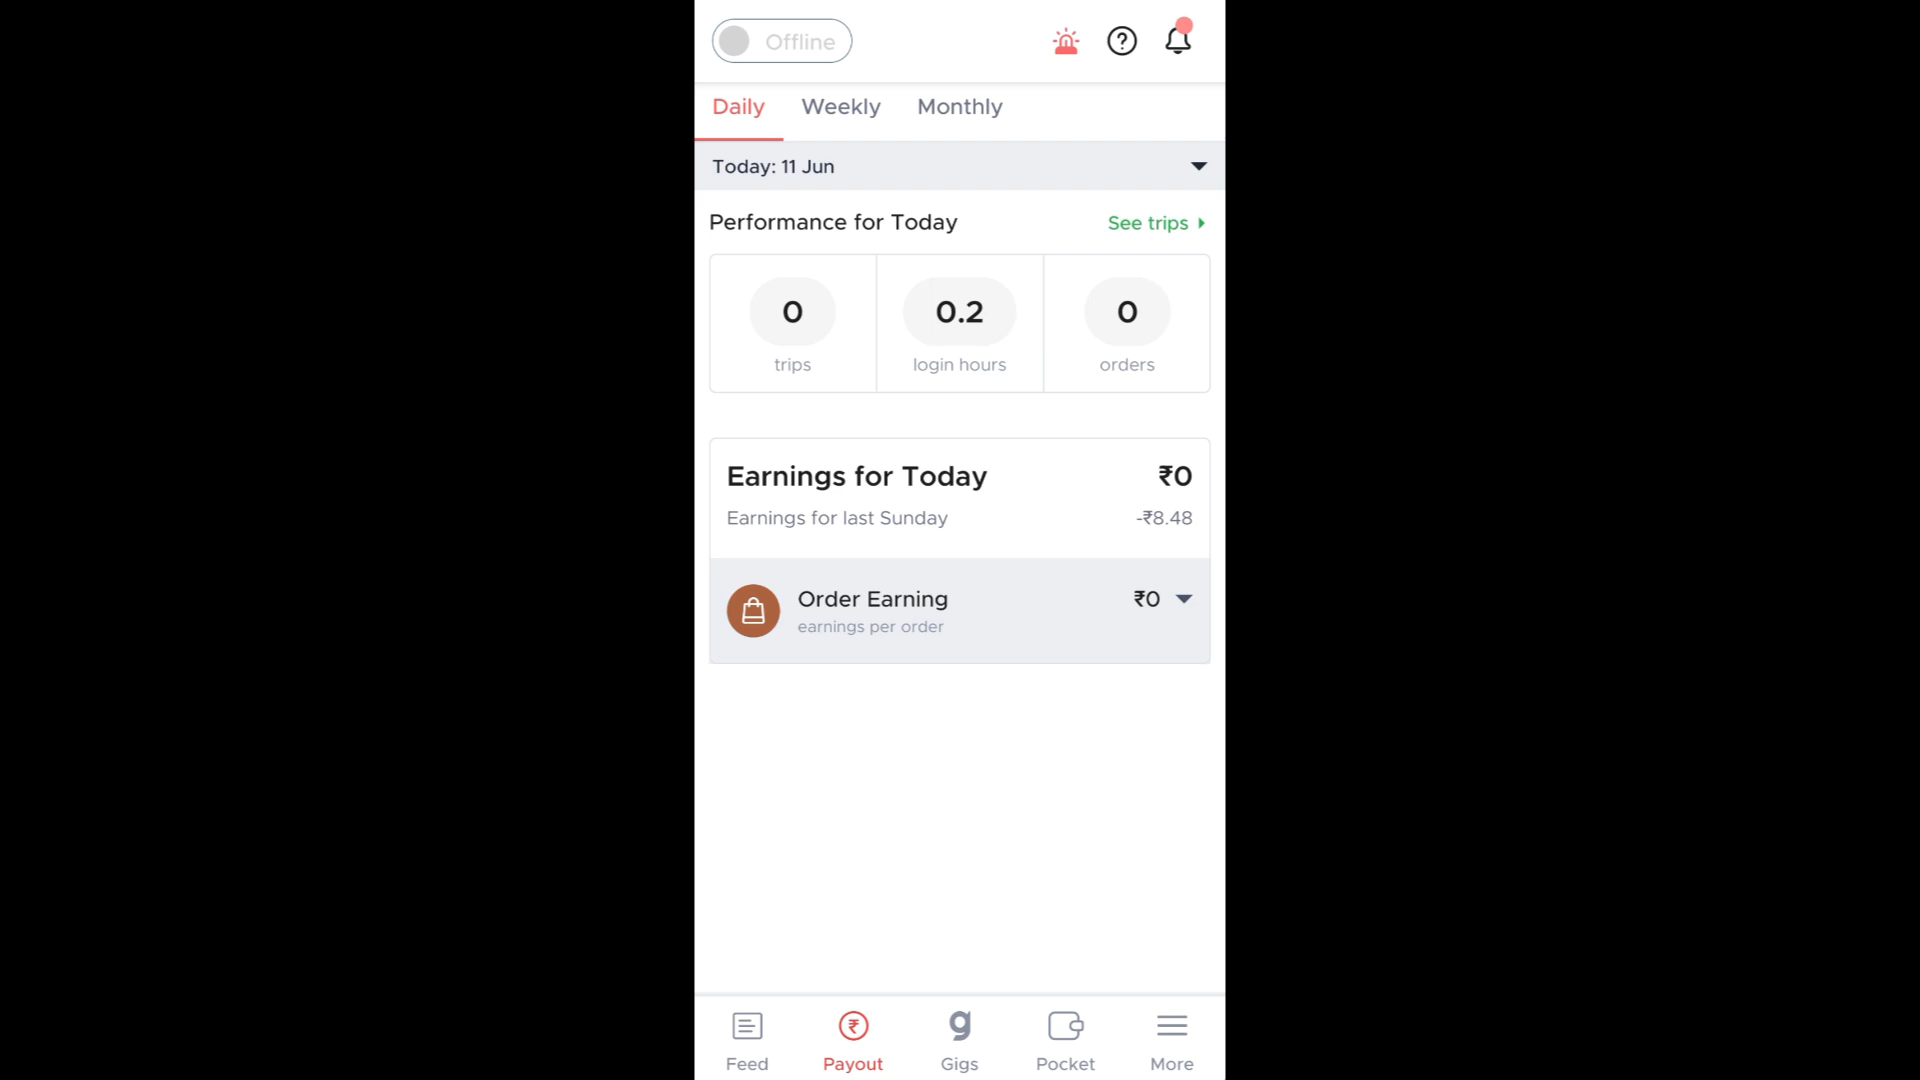 Offline
Daily Weekly Monthly
Today: 11 Jun
Performance for Today See trips
0 0.2 0
trips login hours orders
Earnings for Today ₹0
Earnings for last Sunday -₹8.48
Order Earning ₹0
earnings per order
Feed Payout Gigs Pocket More